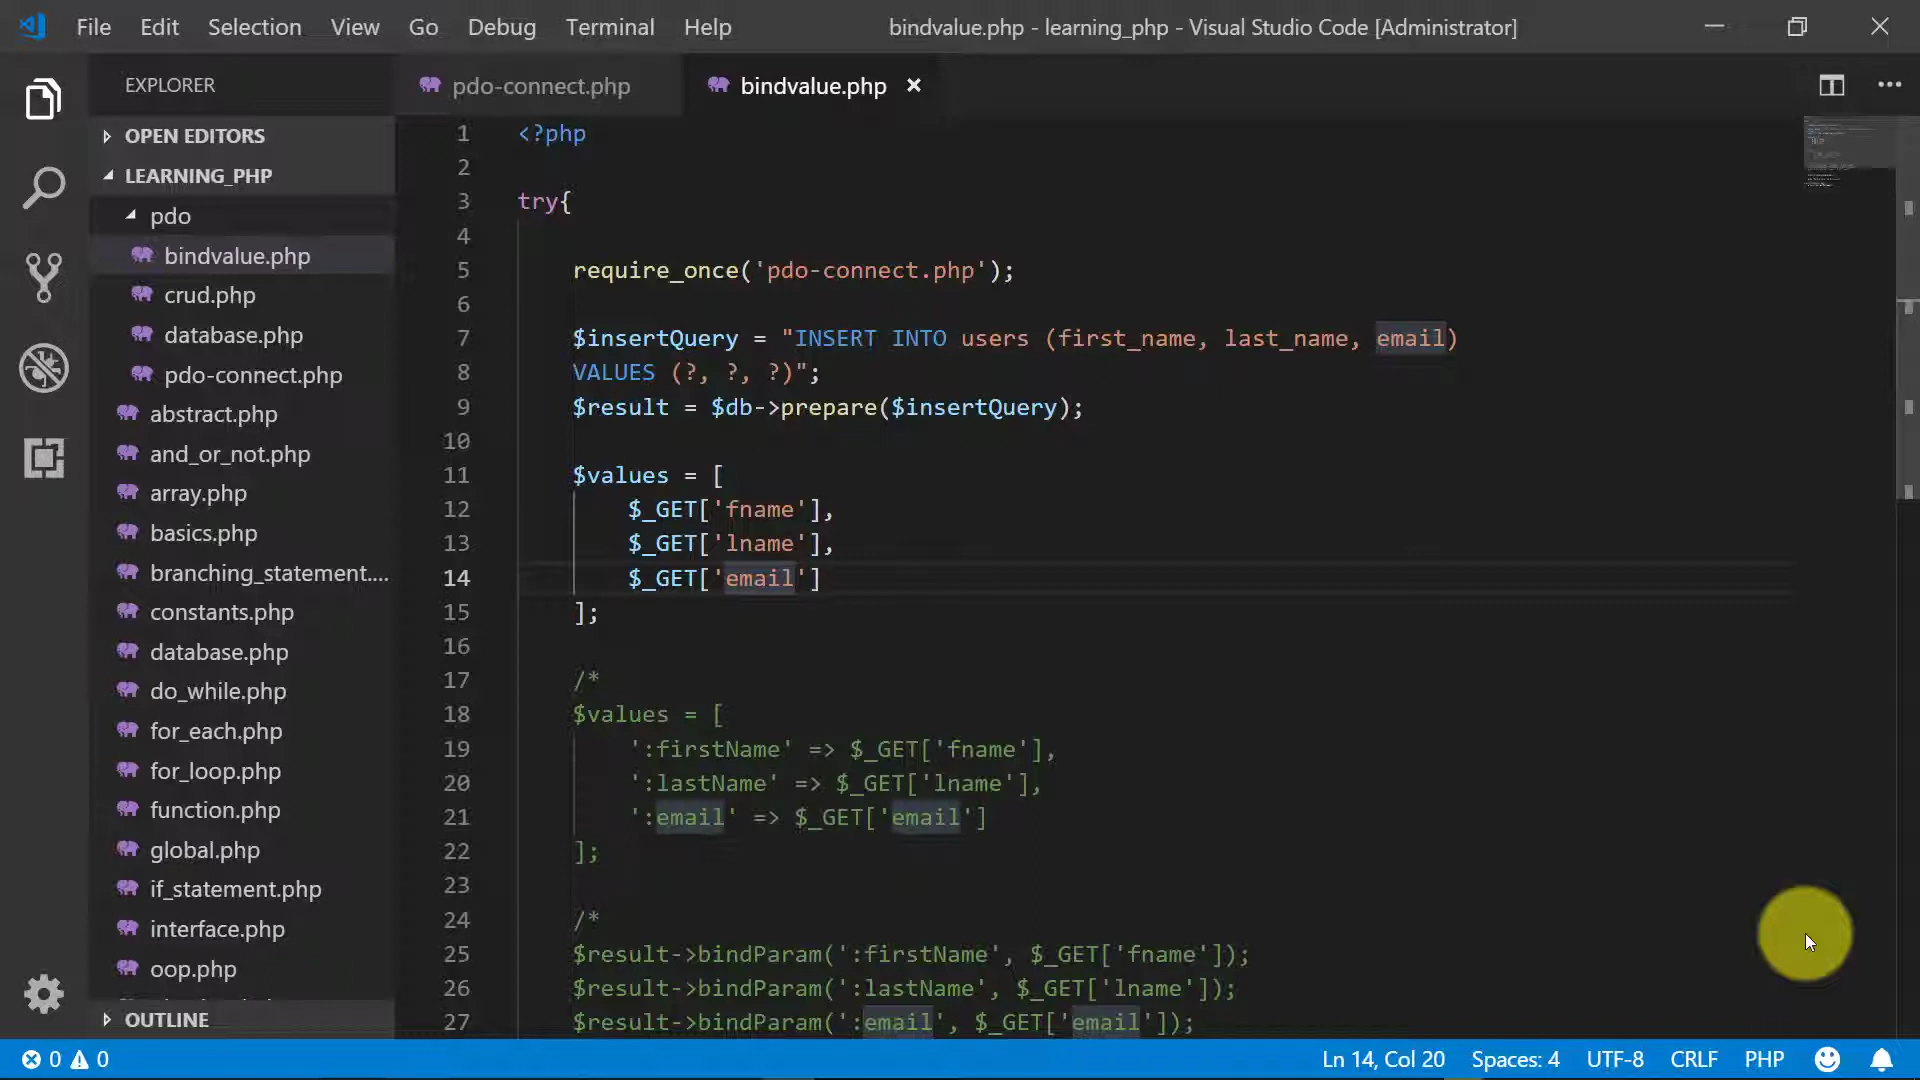 File Edit Selection View Go Debug Terminal Help
bindvalue.php - learning_php - Visual Studio Code [Administrator]
EXPLORER
OPEN EDITORS
LEARNING_PHP
pdo
bindvalue.php
crud.php
database.php
pdo-connect.php
abstract.php
and_or_not.php
array.php
basics.php
branching_statement....
constants.php
database.php
do_while.php
for_each.php
for_loop.php
function.php
global.php
if_statement.php
interface.php
oop.php
OUTLINE
pdo-connect.php
bindvalue.php
1 <?php
2
3 try{
4
5 require_once('pdo-connect.php');
6
7 $insertQuery = "INSERT INTO users (first_name, last_name, email)
8 VALUES (?, ?, ?)";
9 $result = $db->prepare($insertQuery);
10
11 $values = [
12 $_GET['fname'],
13 $_GET['lname'],
14 $_GET['email']
15 ];
16
17 /*
18 $values = [
19 ':firstName' => $_GET['fname'],
20 ':lastName' => $_GET['lname'],
21 ':email' => $_GET['email']
22 ];
23
24 /*
25 $result->bindParam(':firstName', $_GET['fname']);
26 $result->bindParam(':lastName', $_GET['lname']);
27 $result->bindParam(':email', $_GET['email']);
0 0
Ln 14, Col 20 Spaces: 4 UTF-8 CRLF PHP